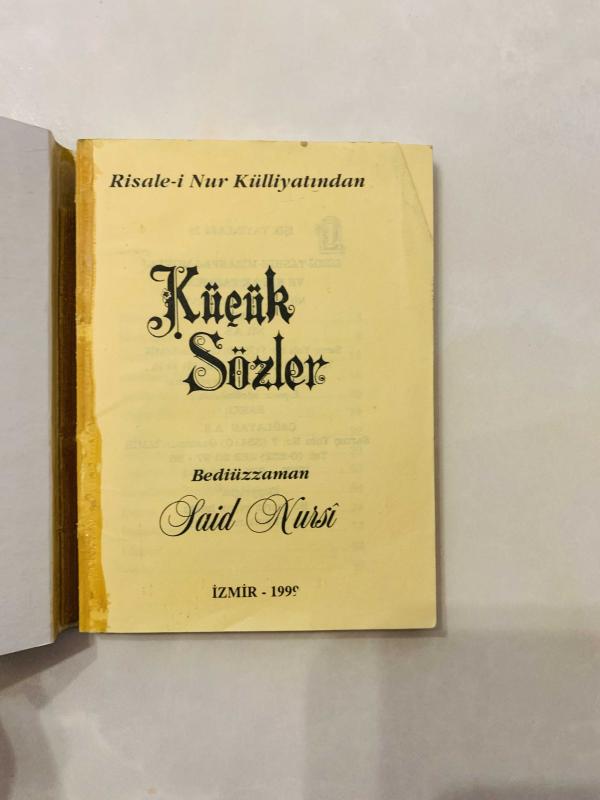 Risale-i Nur Külliyatından
Küçük
Sözler
Bediüzzaman
Said Nursî
İZMİR - 1999